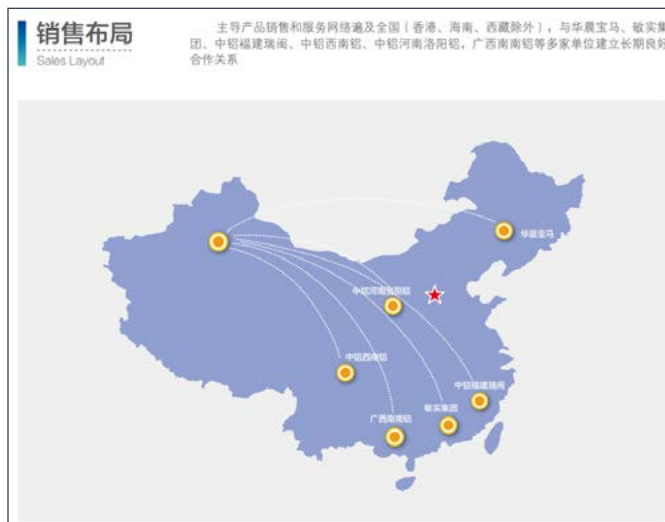 销售布局
Sales Layout
主导产品销售和服务网络遍及全国（香港、海南、西藏除外），与华晨宝马、敏实集
团、中铝福建瑞闽、中铝西南铝、中铝河南洛阳铝，广西南南铝等多家单位建立长期良好
合作关系
华晨宝马
中铝河南洛阳铝
中铝西南铝
中铝福建瑞闽
敏实集团
广西南南铝